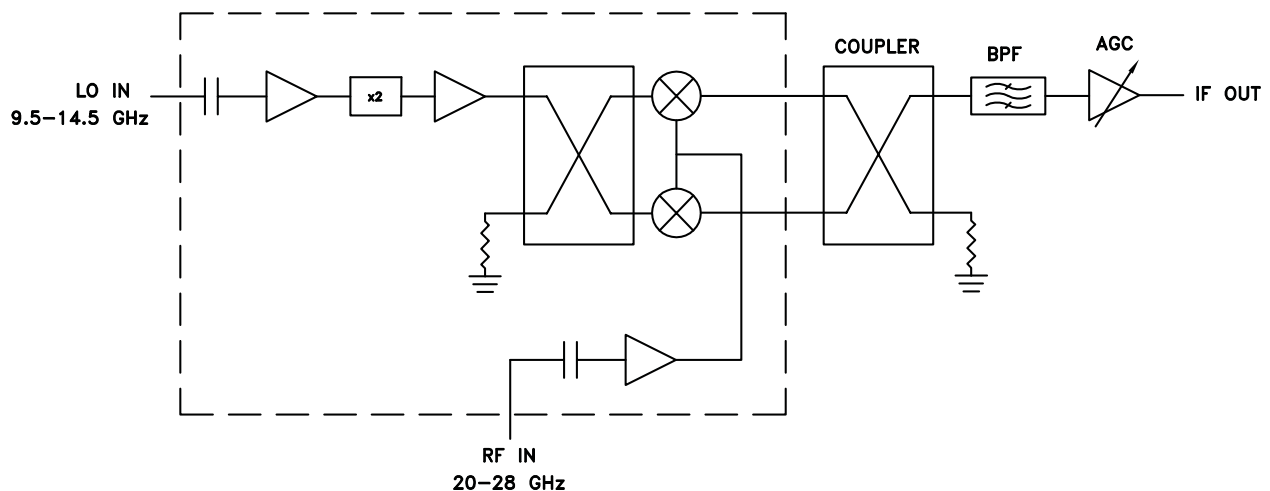 COUPLER
BPF
AGC
LO IN
9.5–14.5 GHz
x2
IF OUT
RF IN
20–28 GHz